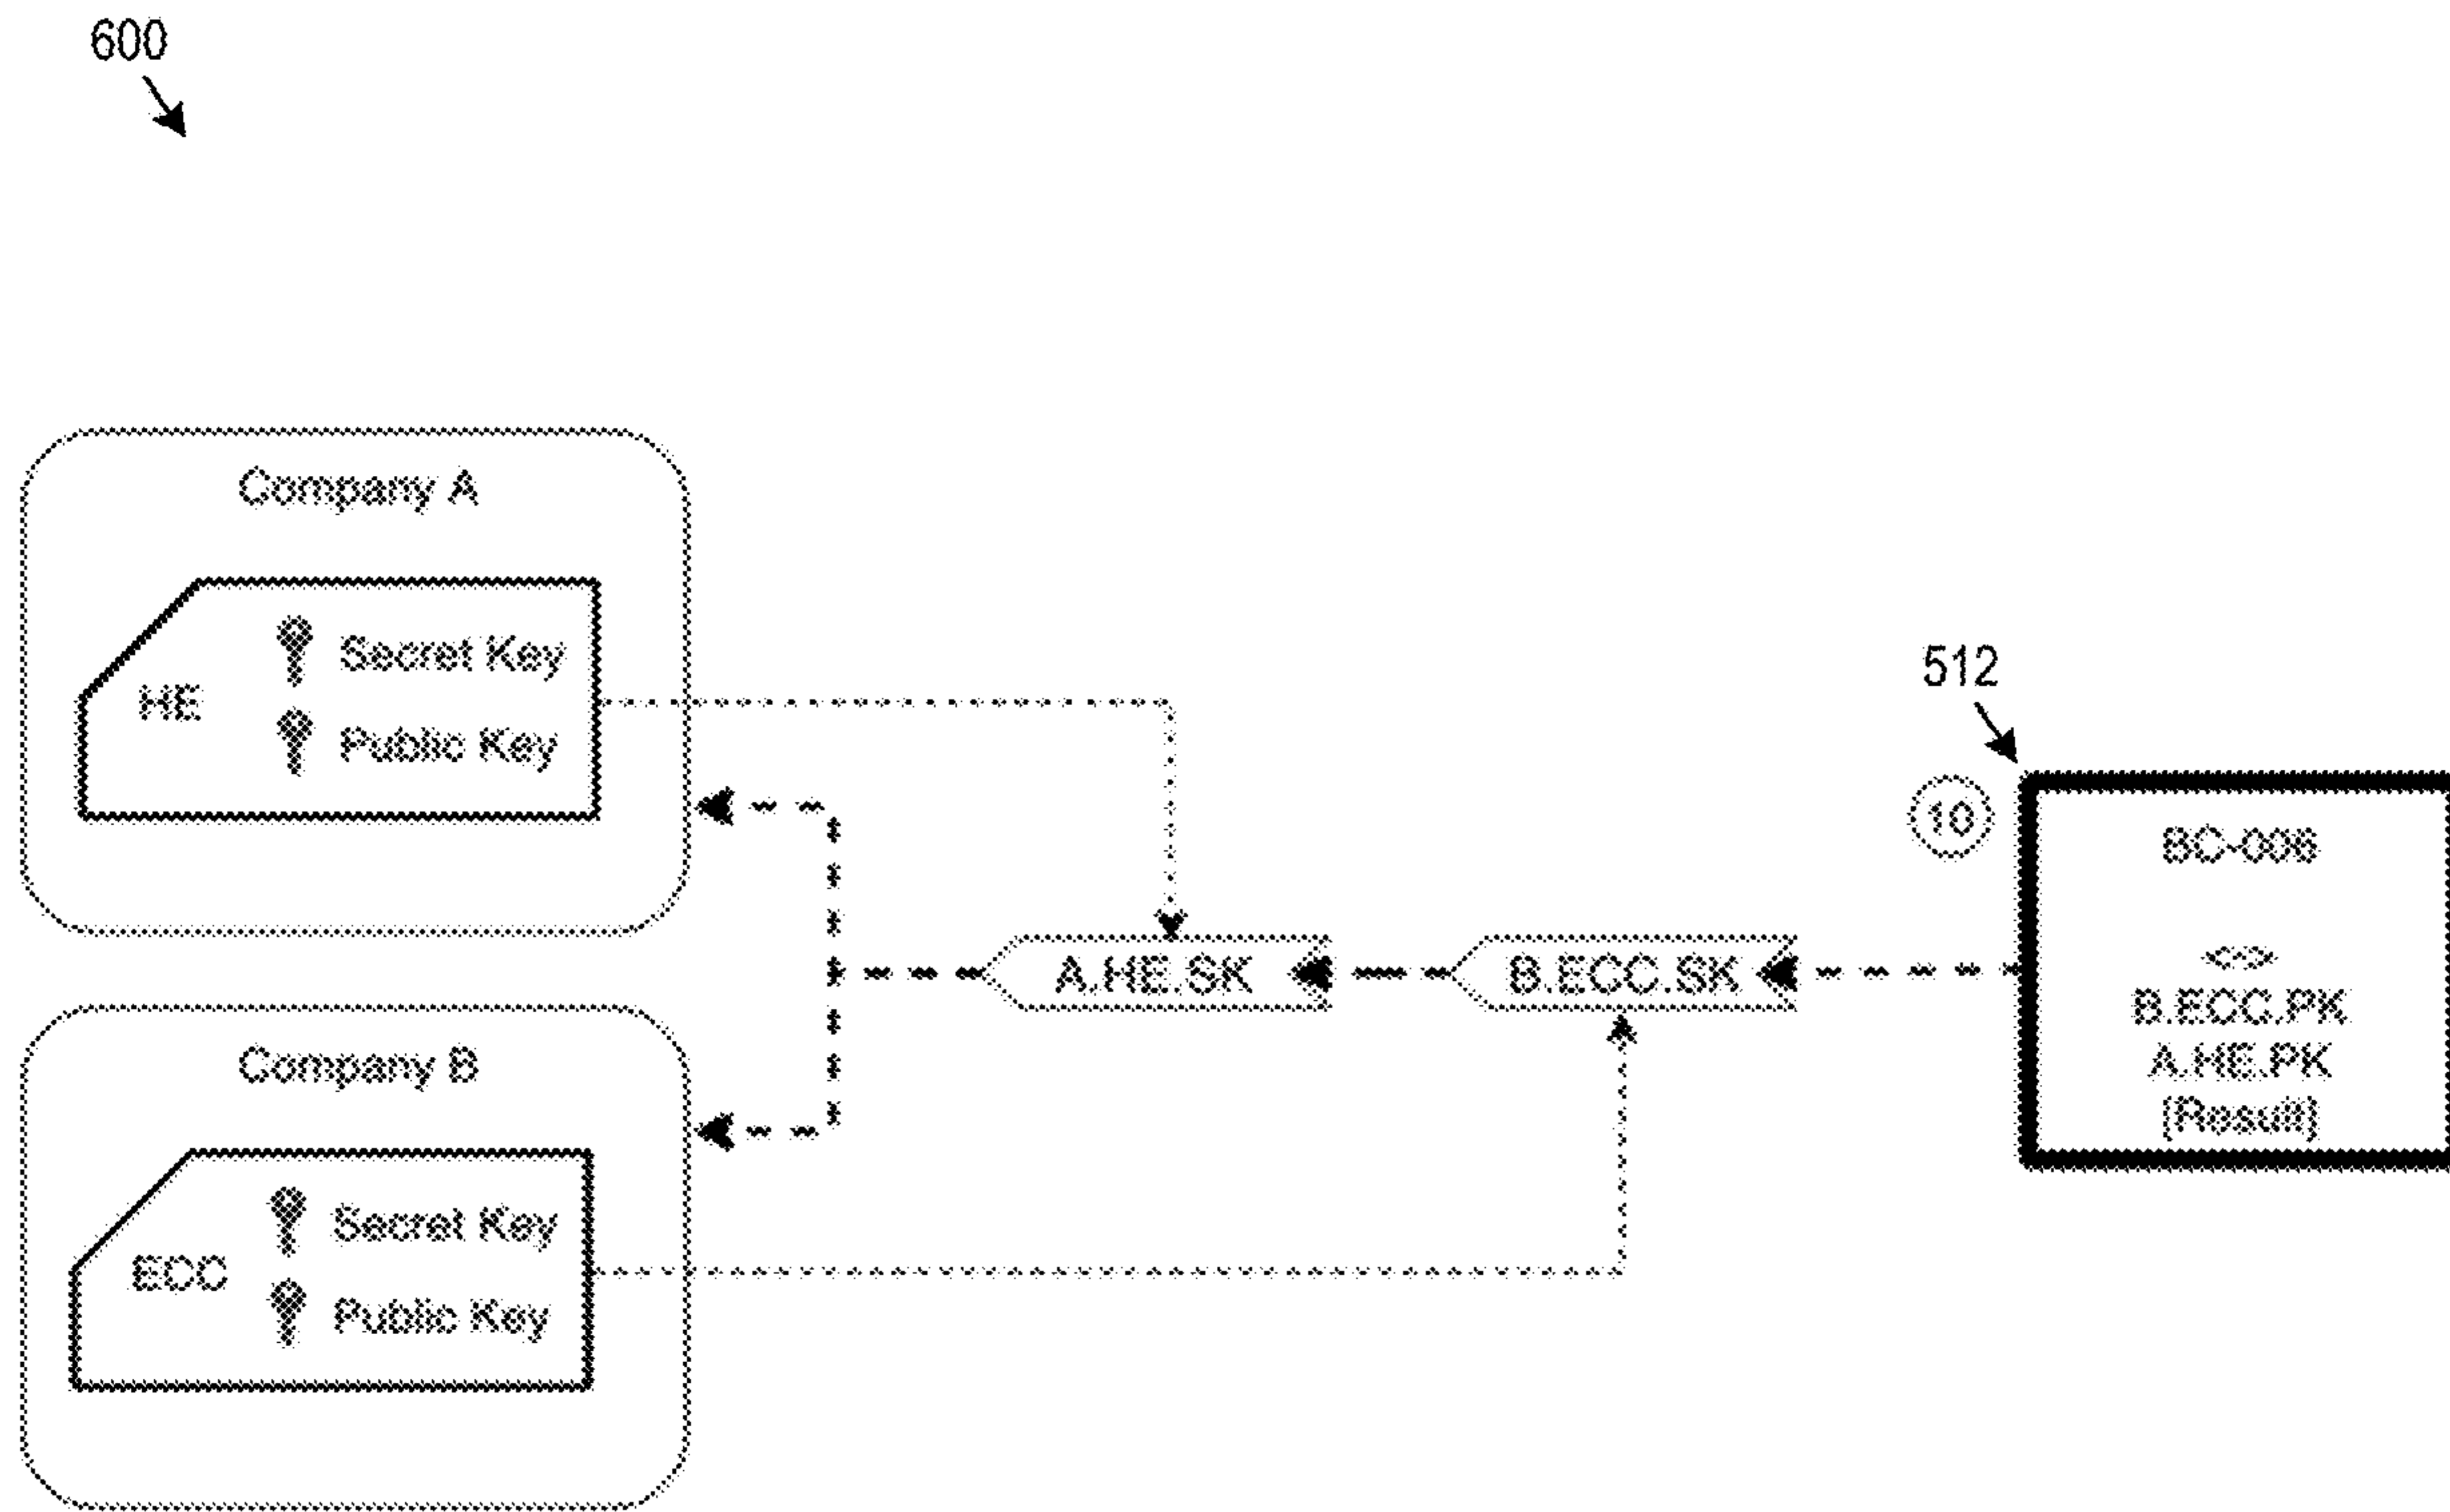 600
Company A
HE
Secret Key
Public Key
512
10
BC-006
B.ECC.PK
A.HE.PK
[Result]
A.HE.SK
B.ECC.SK
Company B
ECC
Secret Key
Public Key